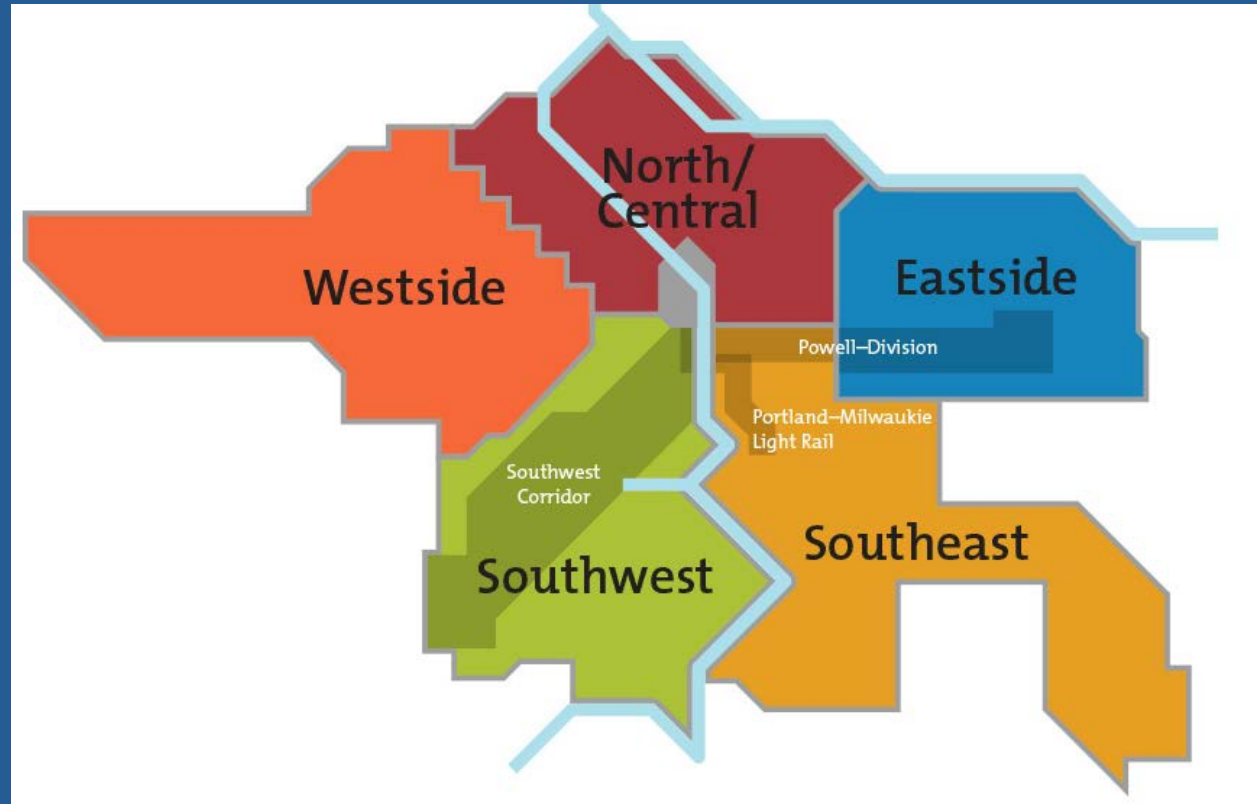 North/
Central
Westside
Eastside
Powell–Division
Portland–Milwaukie
Light Rail
Southwest
Corridor
Southeast
Southwest